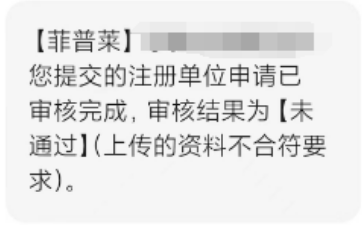 【菲普莱】
您提交的注册单位申请已
审核完成，审核结果为【未
通过】（上传的资料不合符要
求）。